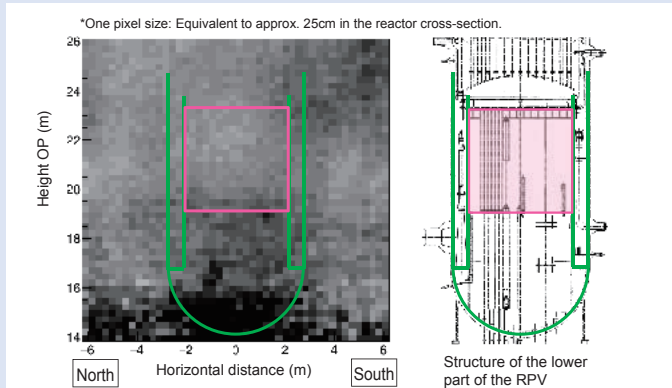 *One pixel size: Equivalent to approx. 25cm in the reactor cross-section.
Height OP (m)
26
24
22
20
18
16
14
−6
−4
−2
0
2
4
6
North
Horizontal distance (m)
South
Structure of the lower
part of the RPV